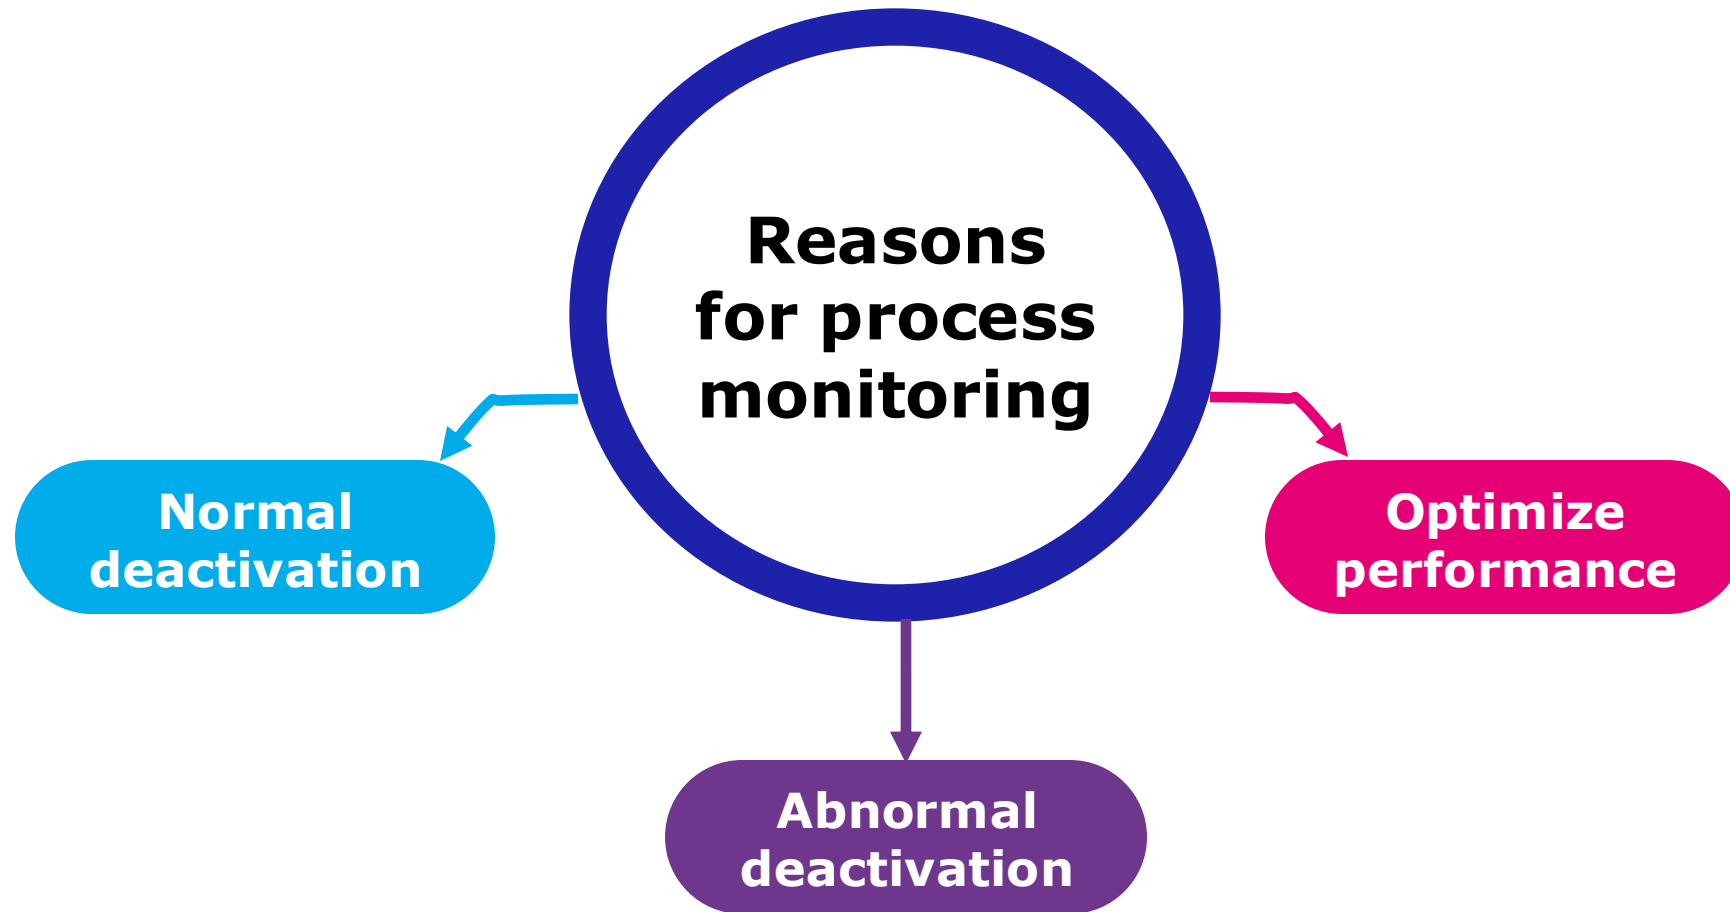 Reasons
for process
monitoring
Normal
deactivation
Optimize
performance
Abnormal
deactivation